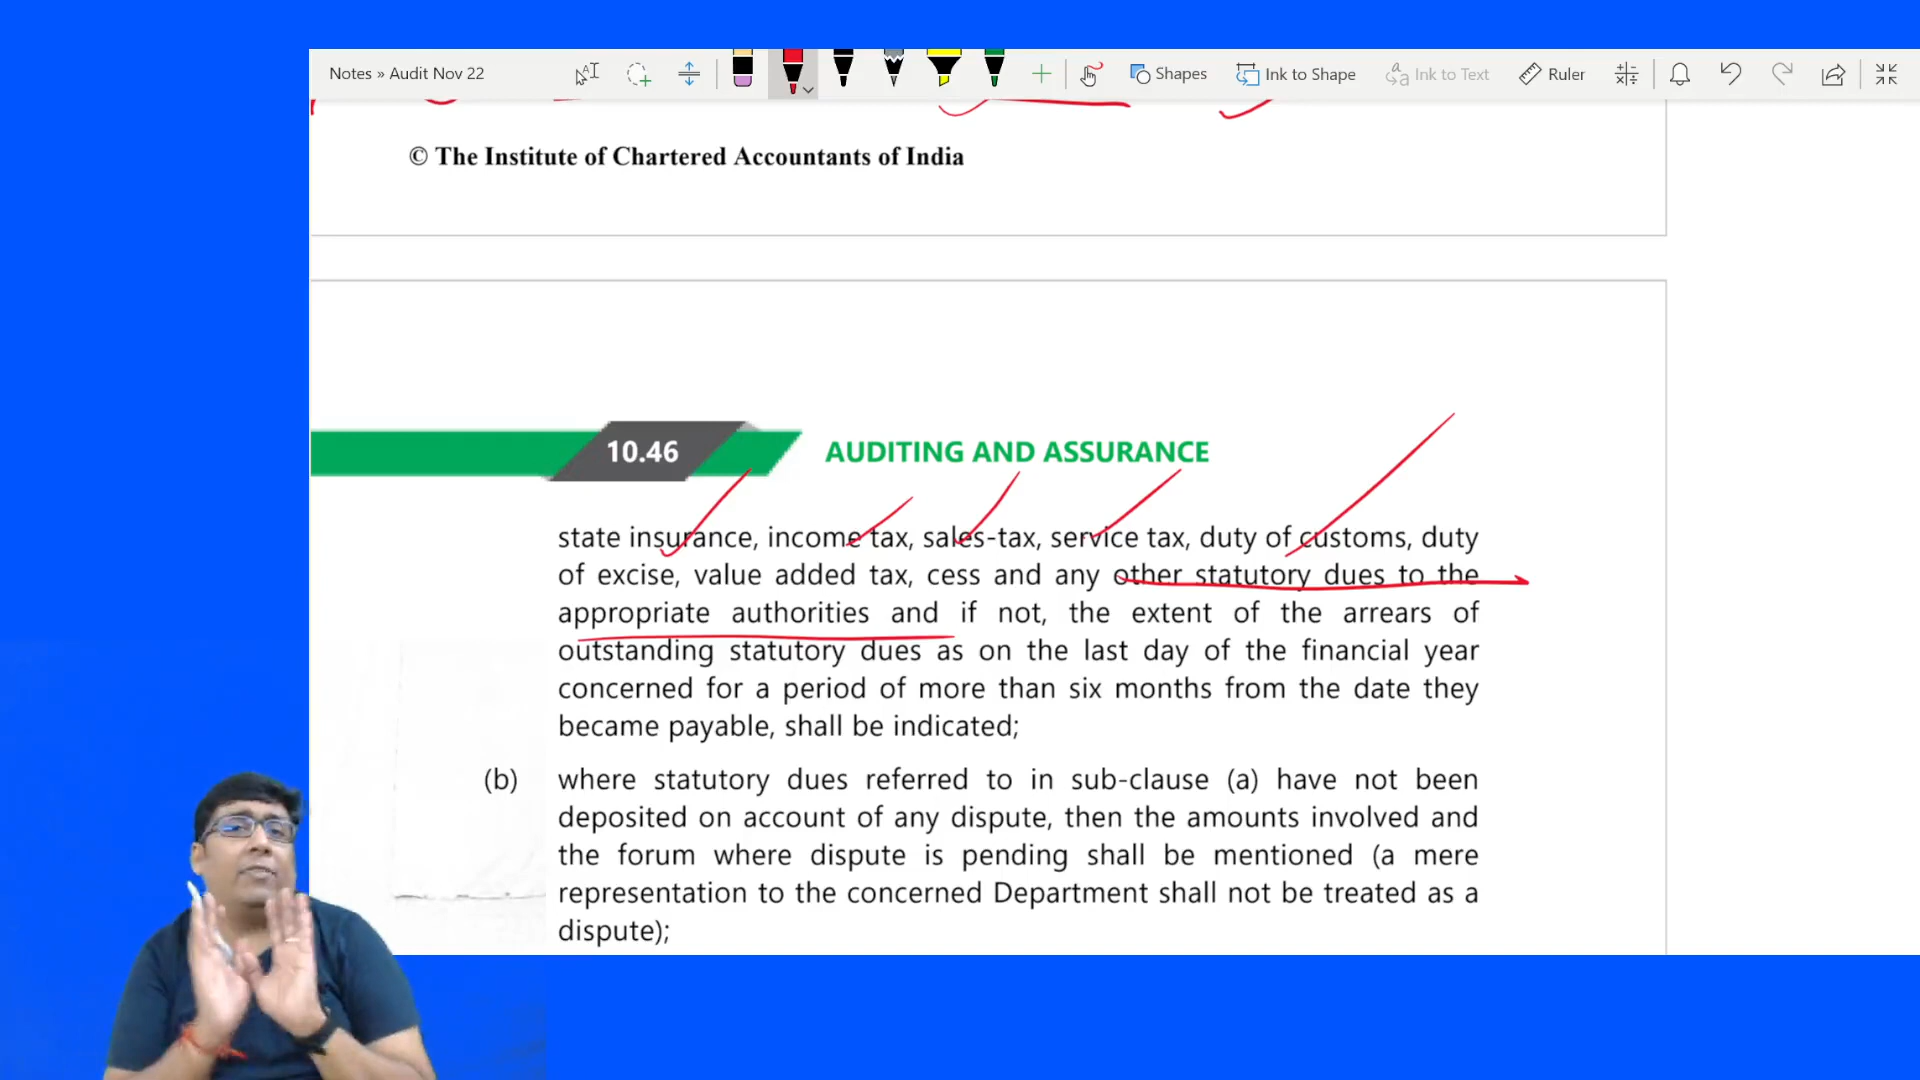 Notes » Audit Nov 22
Shapes
Ink to Shape
Ink to Text
Ruler
© The Institute of Chartered Accountants of India
10.46
AUDITING AND ASSURANCE
state insurance, income tax, sales-tax, service tax, duty of customs, duty
of excise, value added tax, cess and any other statutory dues to the
appropriate authorities and if not, the extent of the arrears of
outstanding statutory dues as on the last day of the financial year
concerned for a period of more than six months from the date they
became payable, shall be indicated;
(b) where statutory dues referred to in sub-clause (a) have not been
deposited on account of any dispute, then the amounts involved and
the forum where dispute is pending shall be mentioned (a mere
representation to the concerned Department shall not be treated as a
dispute);